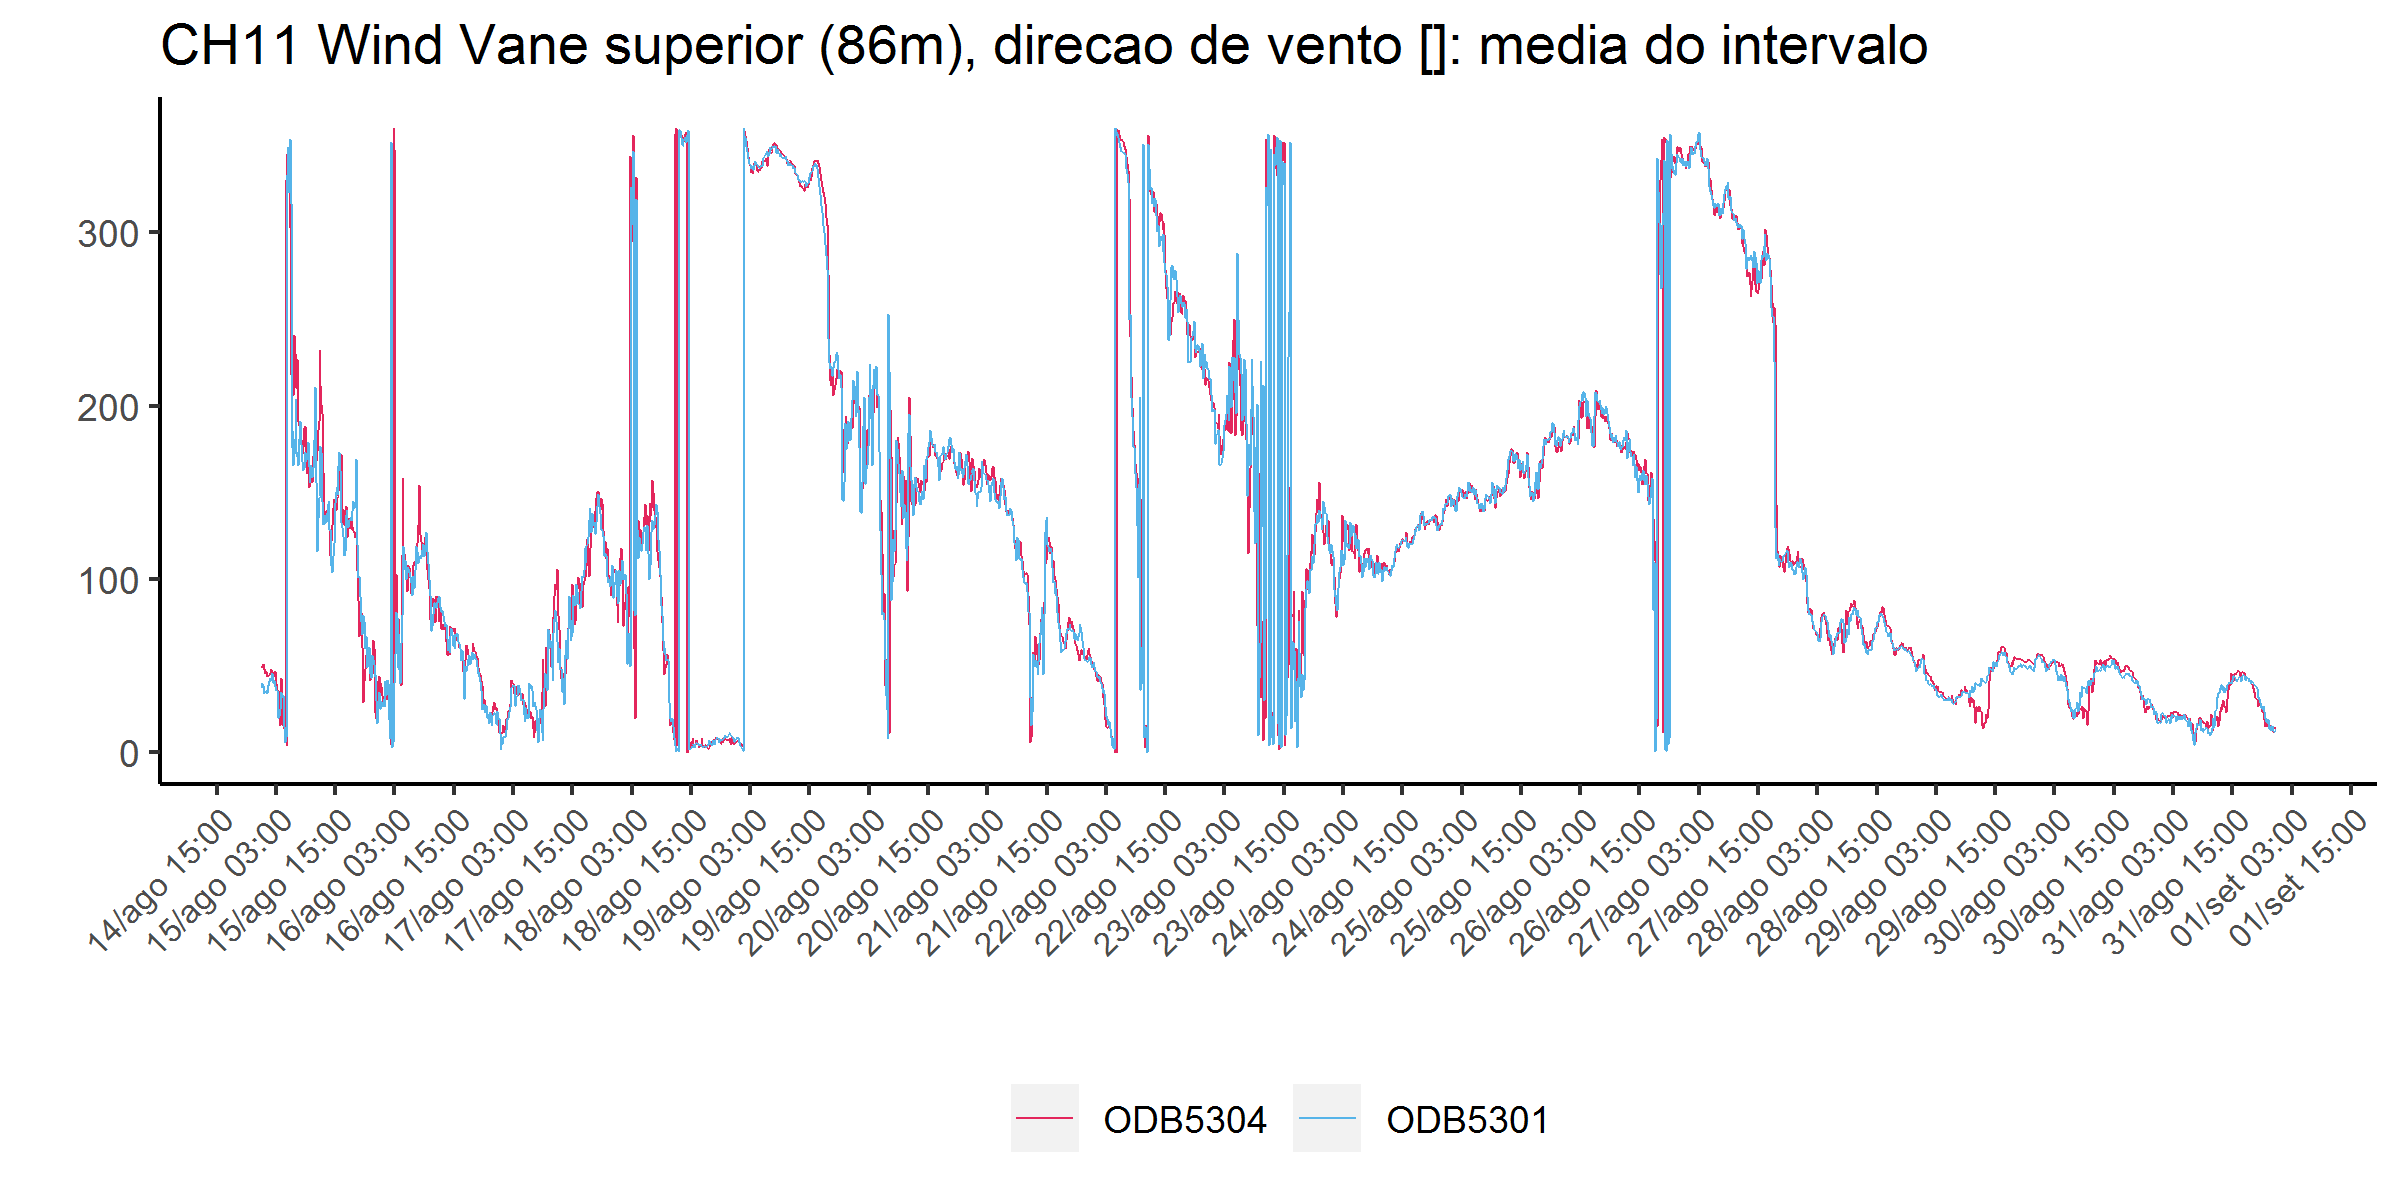 CH11 Wind Vane superior (86m), direcao de vento []: media do intervalo
300
200
100
0
14/ago 15:00
15/ago 03:00
15/ago 15:00
16/ago 03:00
16/ago 15:00
17/ago 03:00
17/ago 15:00
18/ago 03:00
18/ago 15:00
19/ago 03:00
19/ago 15:00
20/ago 03:00
20/ago 15:00
21/ago 03:00
21/ago 15:00
22/ago 03:00
22/ago 15:00
23/ago 03:00
23/ago 15:00
24/ago 03:00
24/ago 15:00
25/ago 03:00
25/ago 15:00
26/ago 03:00
26/ago 15:00
27/ago 03:00
27/ago 15:00
28/ago 03:00
28/ago 15:00
29/ago 03:00
29/ago 15:00
30/ago 03:00
30/ago 15:00
31/ago 03:00
31/ago 15:00
01/set 03:00
01/set 15:00
ODB5304
ODB5301